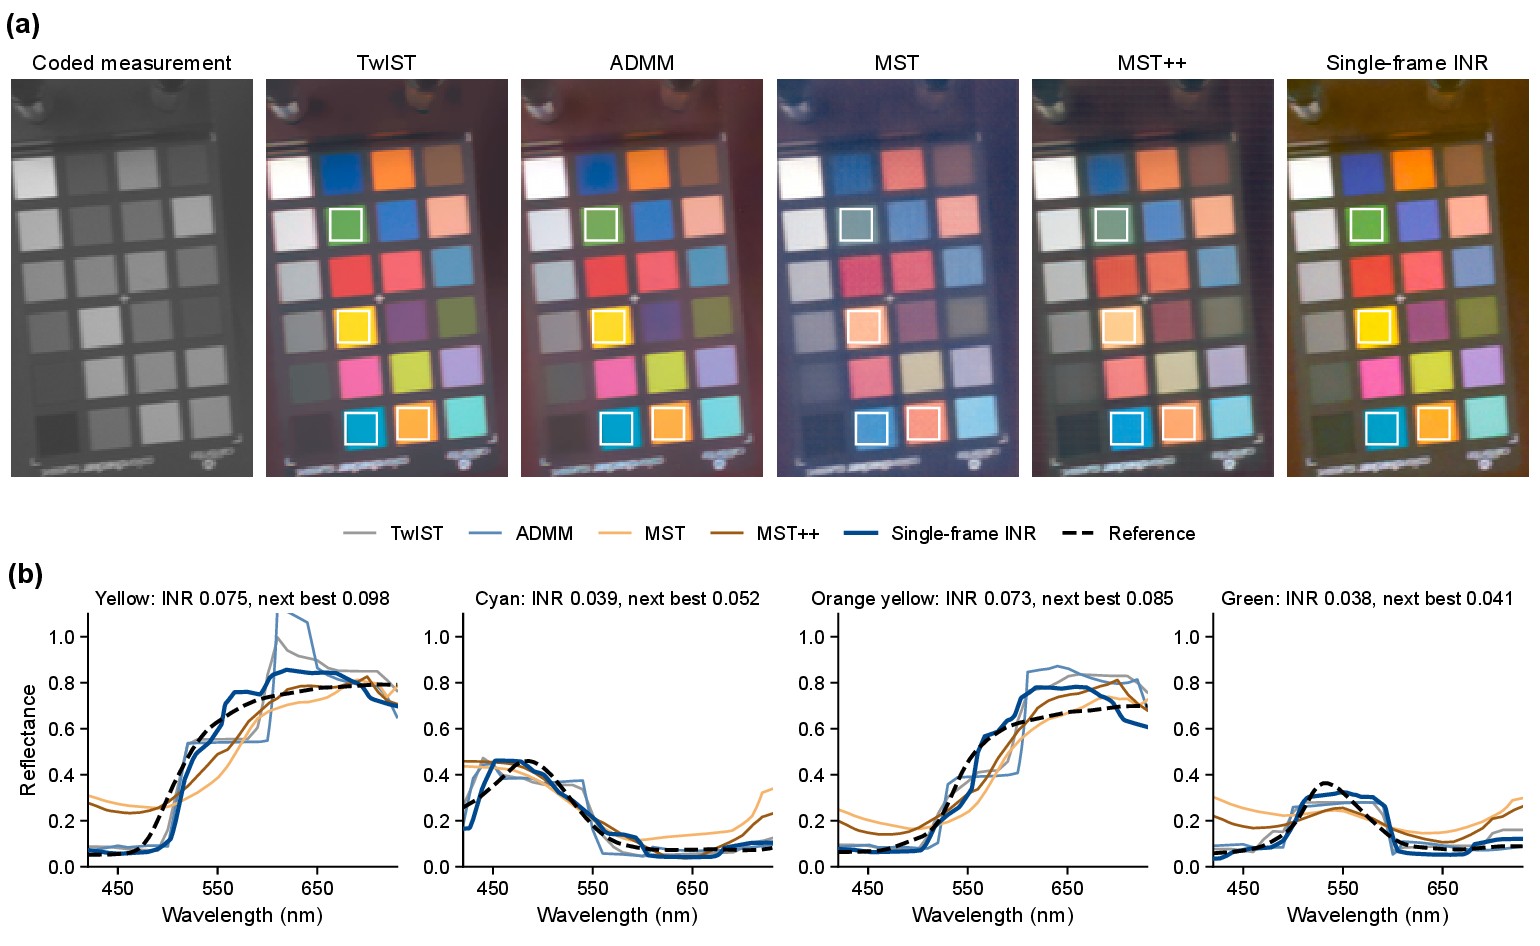 (a)
Coded measurement TwIST ADMM MST MST++ Single-frame INR
TwIST ADMM MST MST++ Single-frame INR Reference
(b)
Yellow: INR 0.075, next best 0.098
Cyan: INR 0.039, next best 0.052
Orange yellow: INR 0.073, next best 0.085
Green: INR 0.038, next best 0.041
Reflectance
1.0
0.8
0.6
0.4
0.2
0.0
450 550 650
Wavelength (nm)
1.0
0.8
0.6
0.4
0.2
0.0
450 550 650
Wavelength (nm)
1.0
0.8
0.6
0.4
0.2
0.0
450 550 650
Wavelength (nm)
1.0
0.8
0.6
0.4
0.2
0.0
450 550 650
Wavelength (nm)